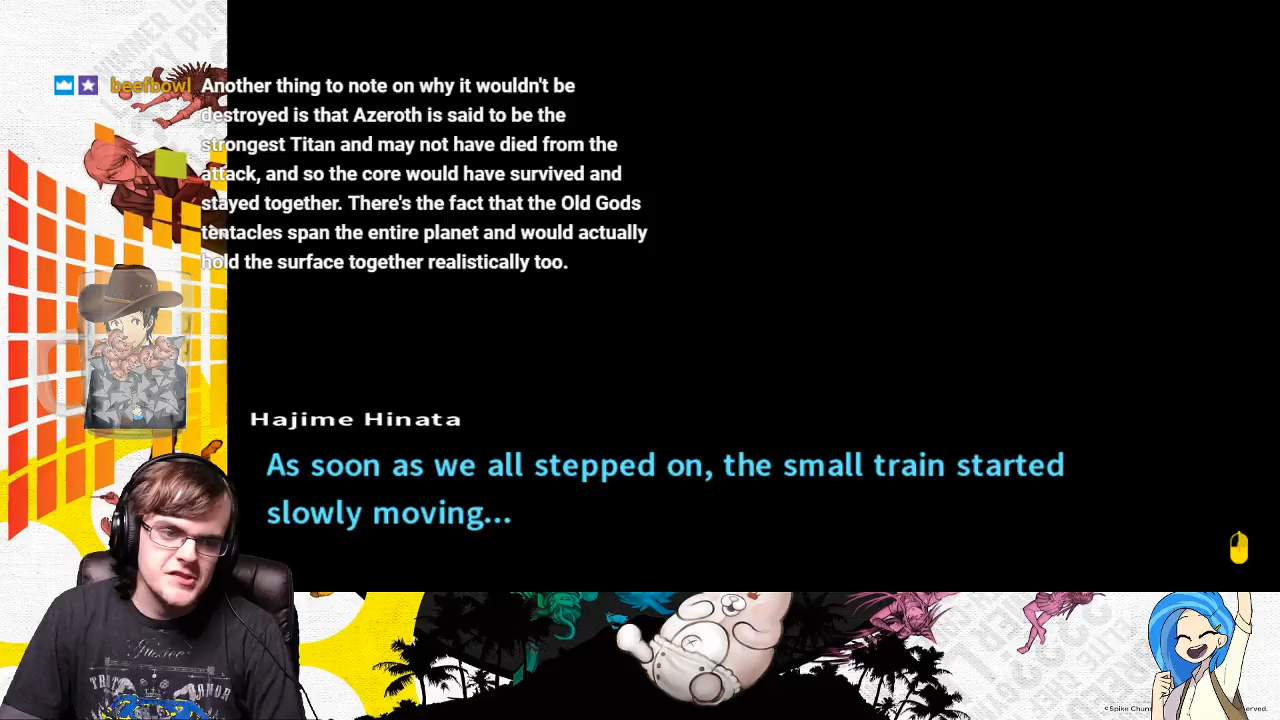 beefbowl Another thing to note on why it wouldn't be
destroyed is that Azeroth is said to be the
strongest Titan and may not have died from the
attack, and so the core would have survived and
stayed together. There's the fact that the Old Gods
tentacles span the entire planet and would actually
hold the surface together realistically too.
Hajime Hinata
As soon as we all stepped on, the small train started
slowly moving...